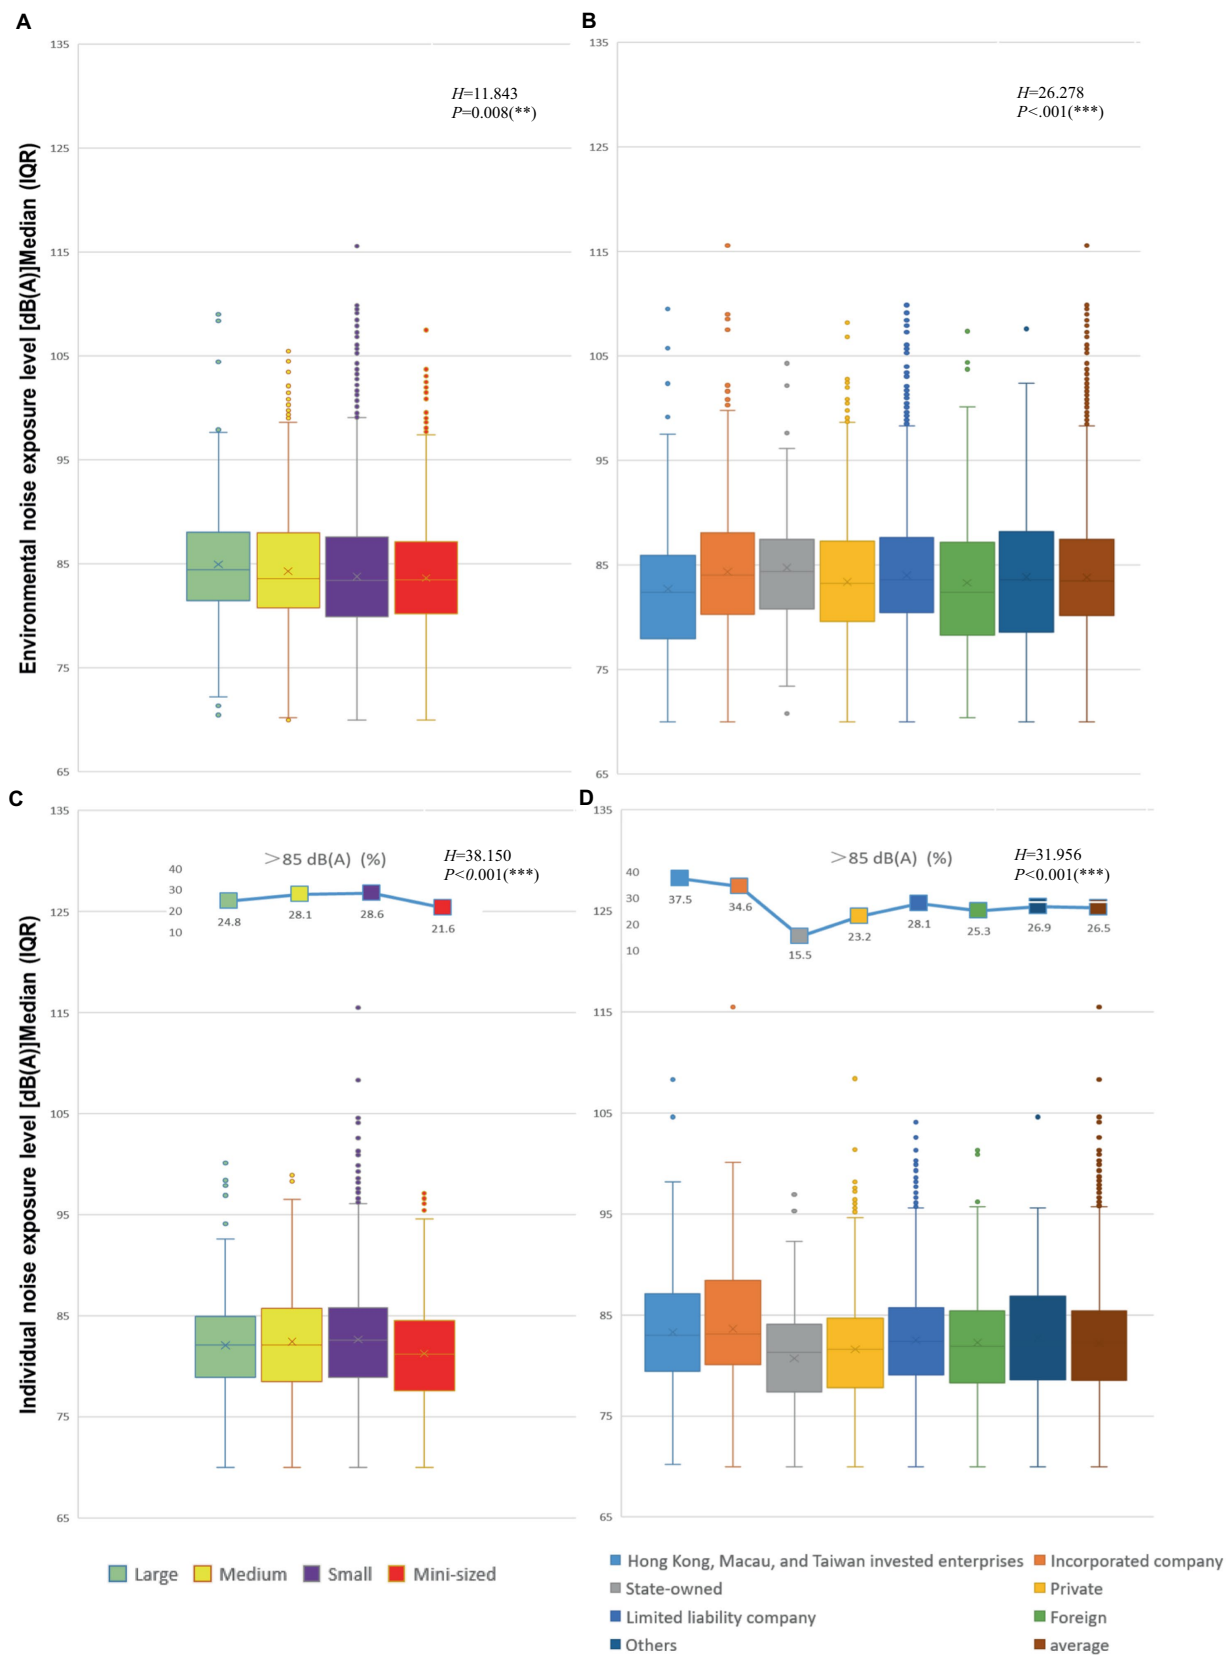 A
135
125
115
105
95
85
75
65
H=11.843
P=0.008(**)
Environmental noise exposure level [dB(A)]Median (IQR)
B
135
125
115
105
95
85
75
65
H=26.278
P<.001(***)
C
135
125
115
105
95
85
75
65
>85 dB(A) (%)
40
30
20
10
24.8
28.1
28.6
21.6
H=38.150
P<0.001(***)
Individual noise exposure level [dB(A)]Median (IQR)
D
135
125
115
105
95
85
75
65
>85 dB(A) (%)
40
30
20
10
37.5
34.6
15.5
23.2
28.1
25.3
26.9
26.5
H=31.956
P<0.001(***)
Large Medium Small Mini-sized
Hong Kong, Macau, and Taiwan invested enterprises Incorporated company
State-owned Private
Limited liability company Foreign
Others average